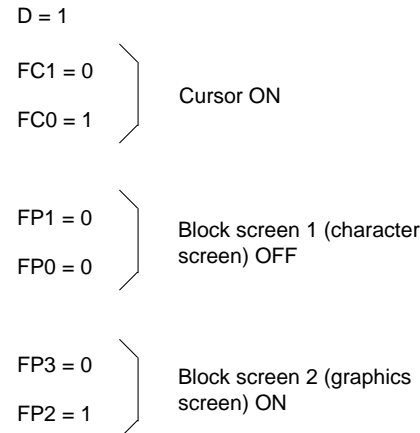 D = 1
FC1 = 0
FC0 = 1
Cursor ON
FP1 = 0
FP0 = 0
Block screen 1 (character
screen) OFF
FP3 = 0
FP2 = 1
Block screen 2 (graphics
screen) ON